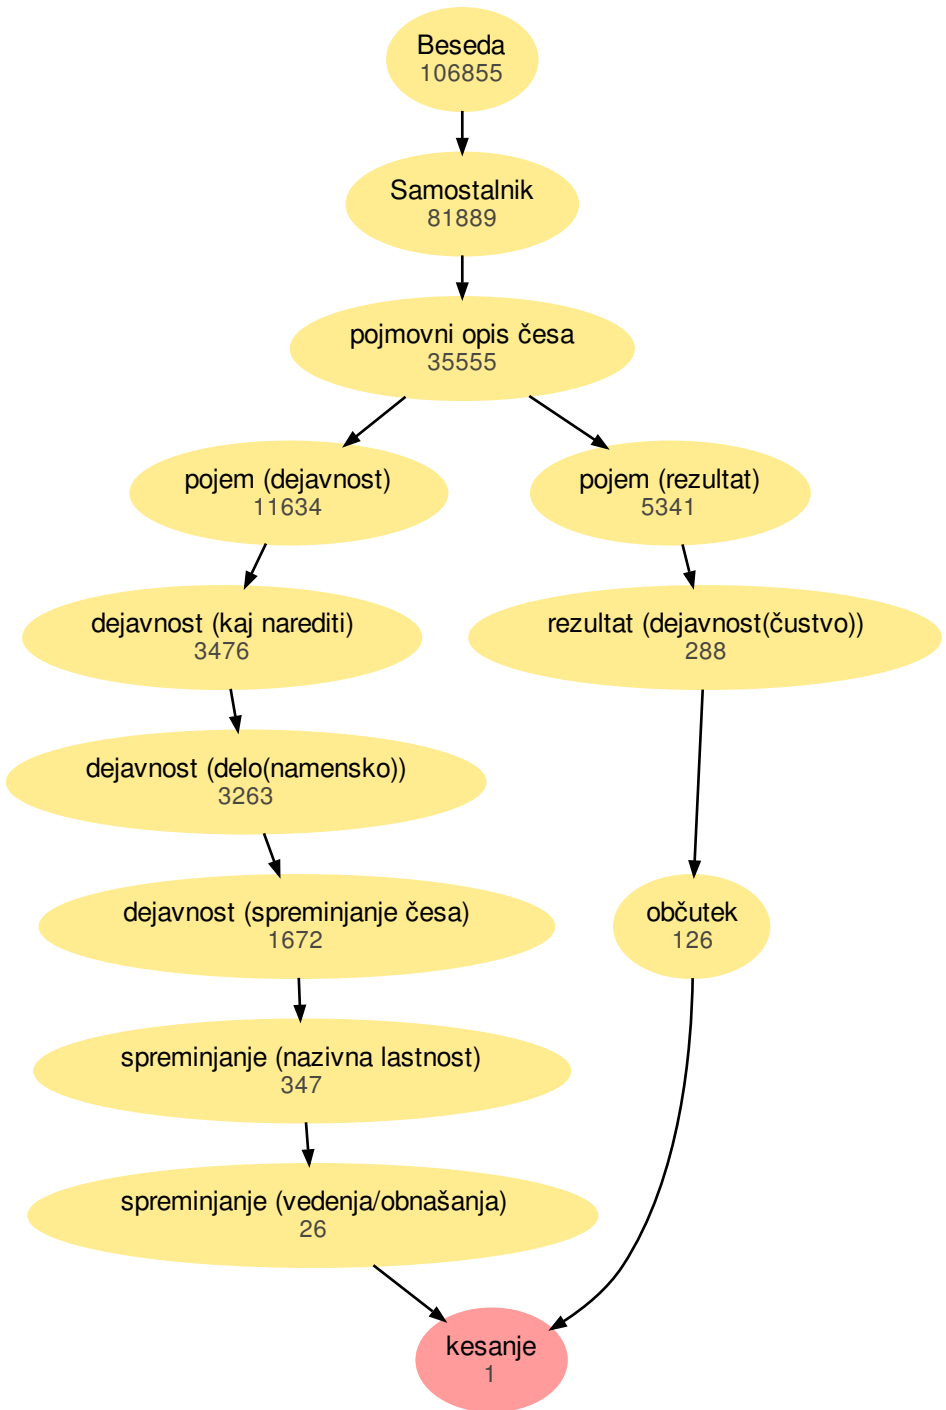 Beseda
106855
Samostalnik
81889
pojmovni opis česa
35555
pojem (dejavnost)
11634
pojem (rezultat)
5341
dejavnost (kaj narediti)
3476
rezultat (dejavnost(čustvo))
288
dejavnost (delo(namensko))
3263
dejavnost (spreminjanje česa)
1672
občutek
126
spreminjanje (nazivna lastnost)
347
spreminjanje (vedenja/obnašanja)
26
kesanje
1